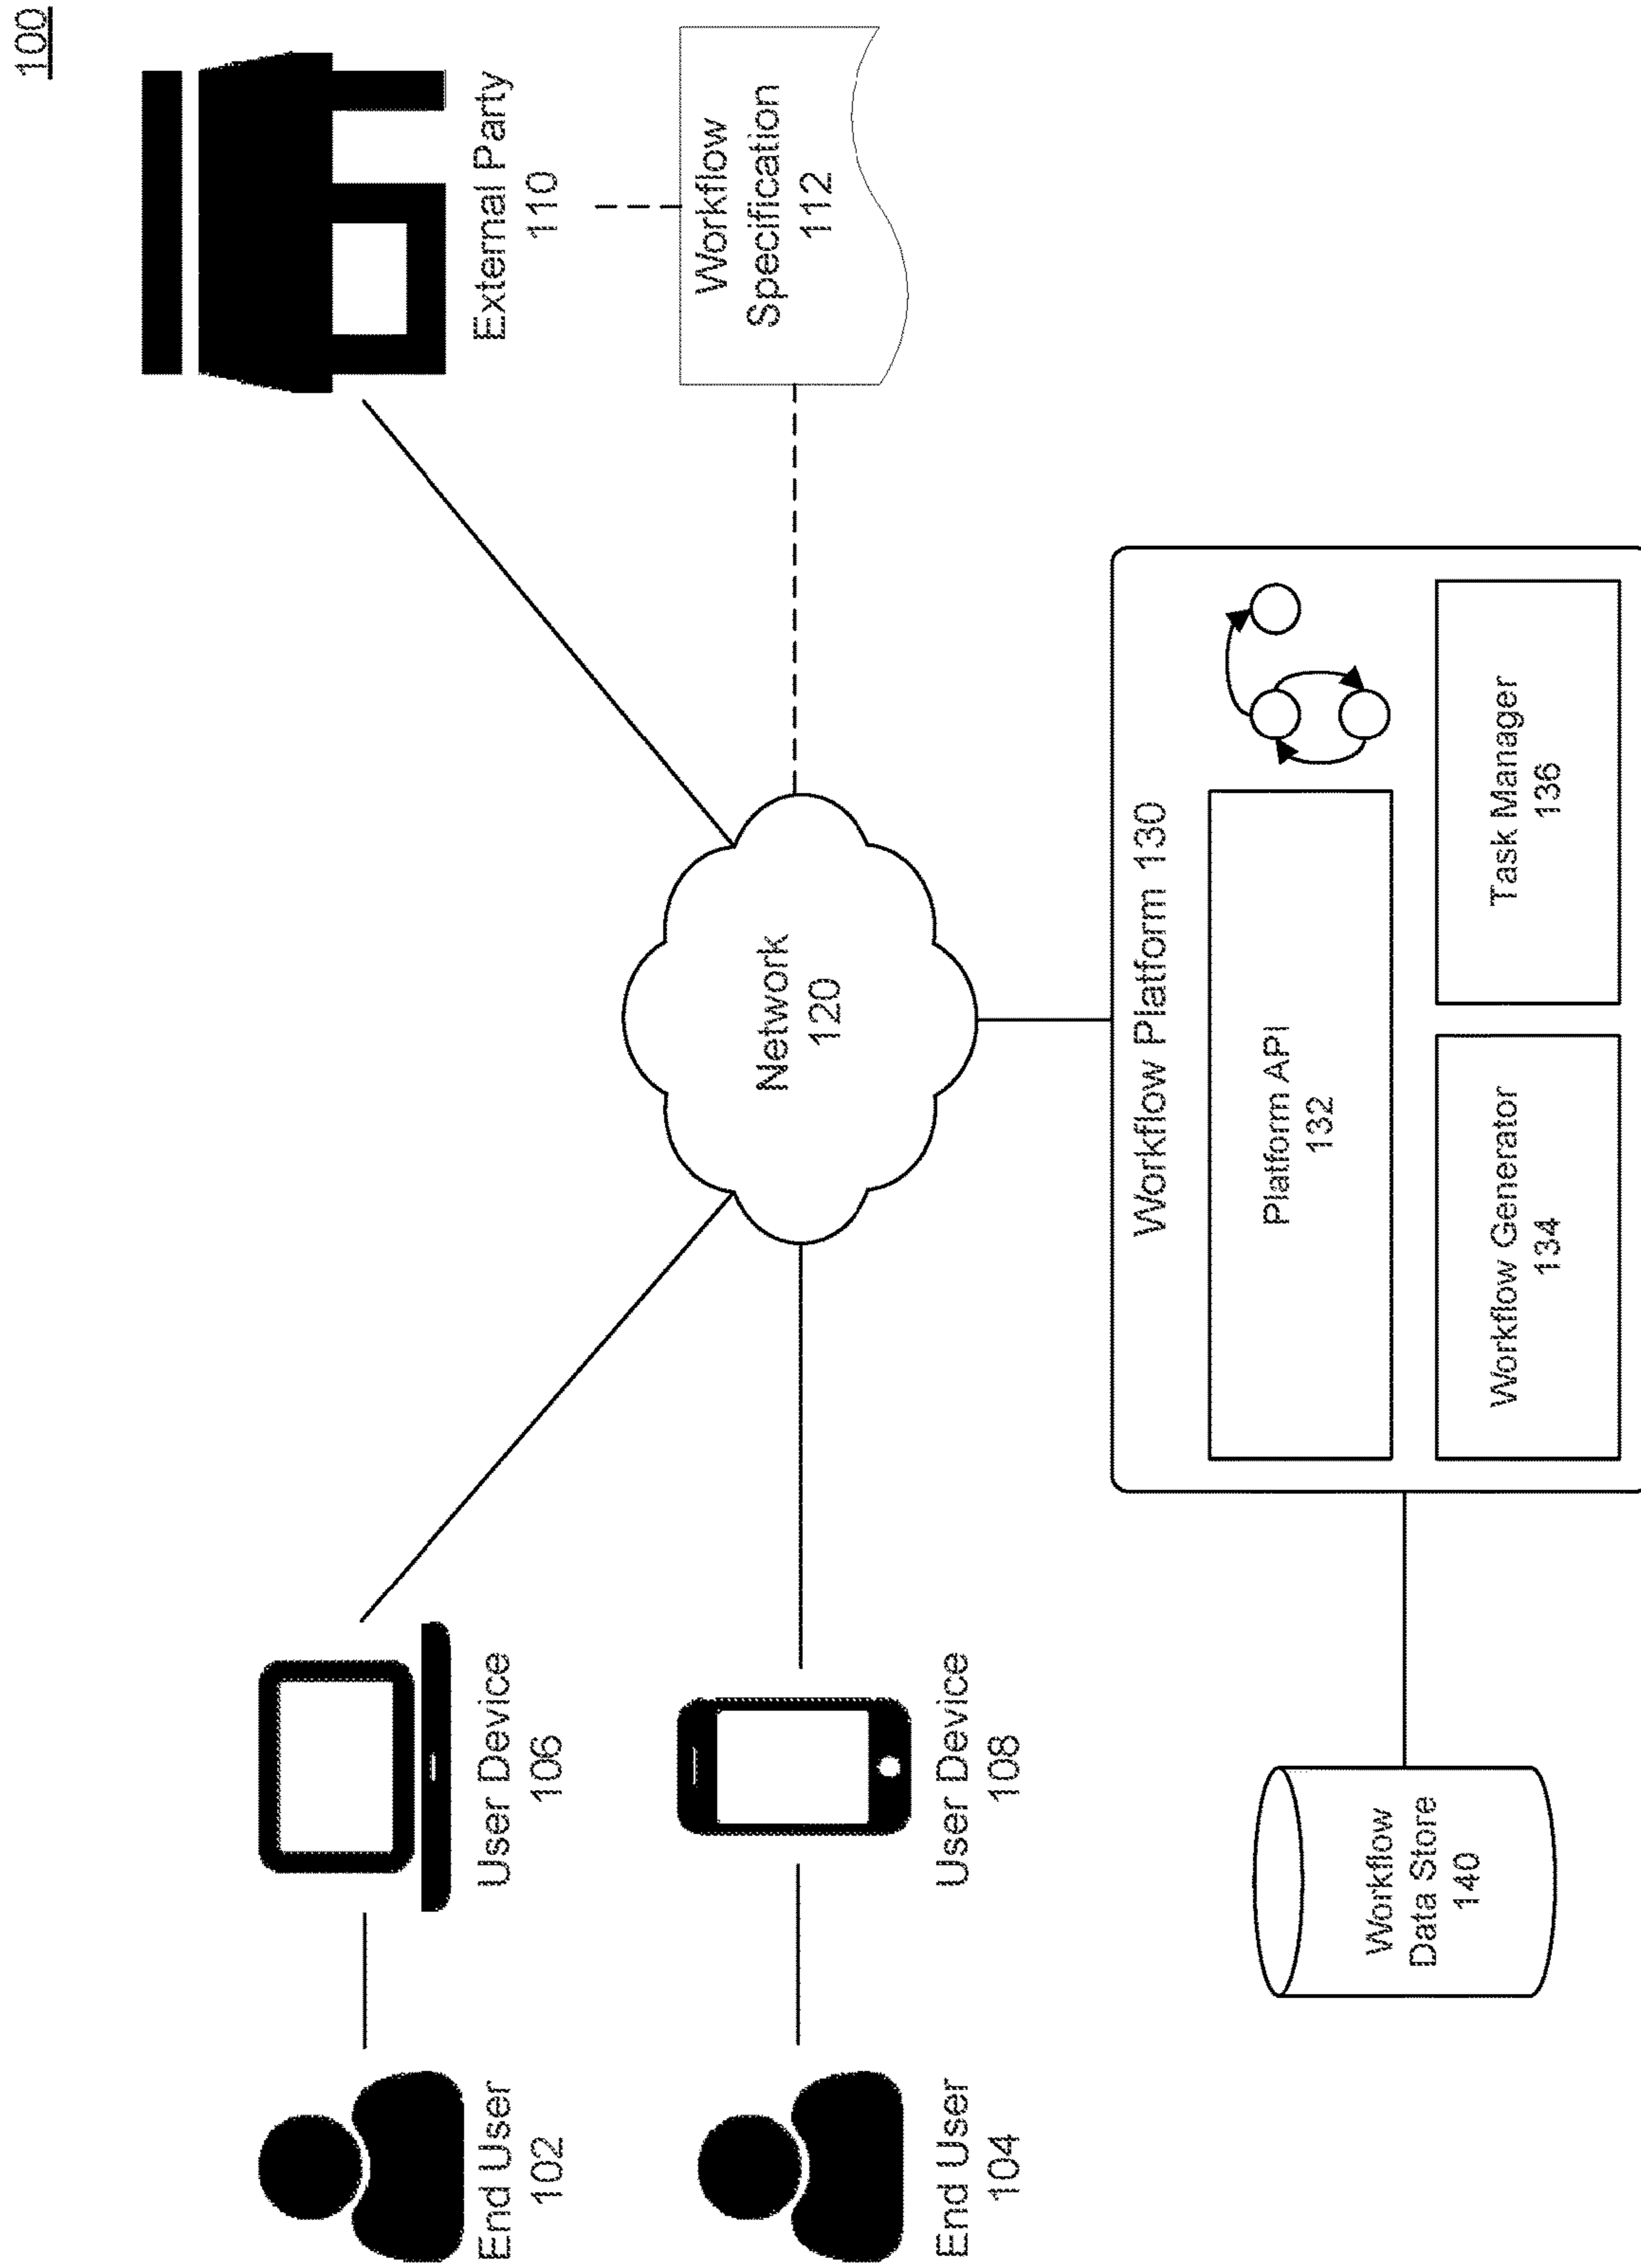 100
End User
102
User Device
106
External Party
110
End User
104
User Device
108
Network
120
Workflow
Specification
112
Workflow Platform 130
Platform API
132
Workflow Generator
134
Task Manager
136
Workflow
Data Store
140